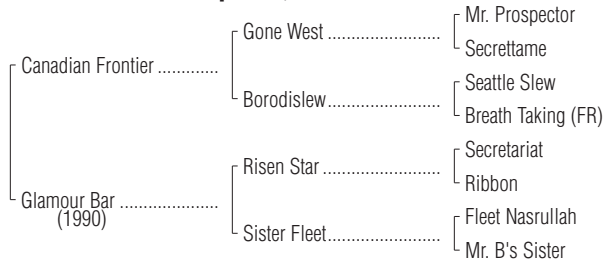 Mr. Prospector
Gone West
Secrettame
Canadian Frontier
Seattle Slew
Borodislew
Breath Taking (FR)
Secretariat
Risen Star
Ribbon
Glamour Bar
(1990)
Fleet Nasrullah
Sister Fleet
Mr. B's Sister